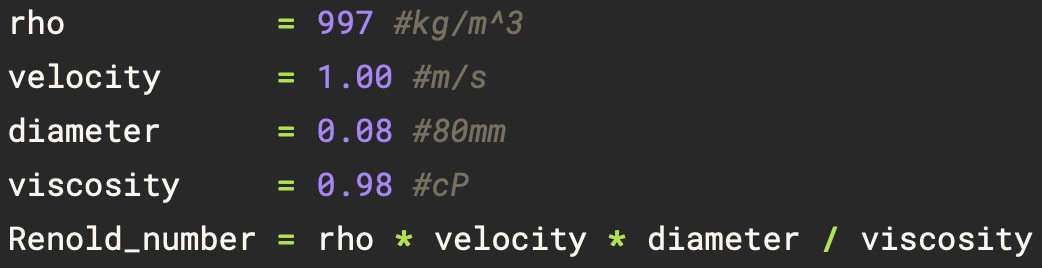 rho = 997 #kg/m^3
velocity = 1.00 #m/s
diameter = 0.08 #80mm
viscosity = 0.98 #cP
Renold_number = rho * velocity * diameter / viscosity